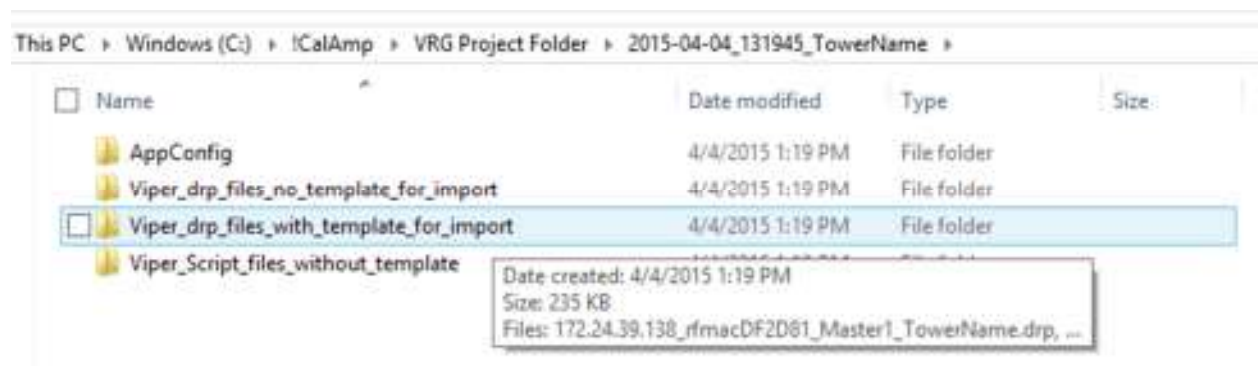 This PC ▸ Windows (C:) ▸ !CalAmp ▸ VRG Project Folder ▸ 2015-04-04_131945_TowerName ▸
Name Date modified Type Size
AppConfig 4/4/2015 1:19 PM File folder
Viper_drp_files_no_template_for_import 4/4/2015 1:19 PM File folder
Viper_drp_files_with_template_for_import 4/4/2015 1:19 PM File folder
Viper_Script_files_without_template
Date created: 4/4/2015 1:19 PM
Size: 235 KB
Files: 172.24.39.138_rfmacDF2D81_Master1_TowerName.drp, ...